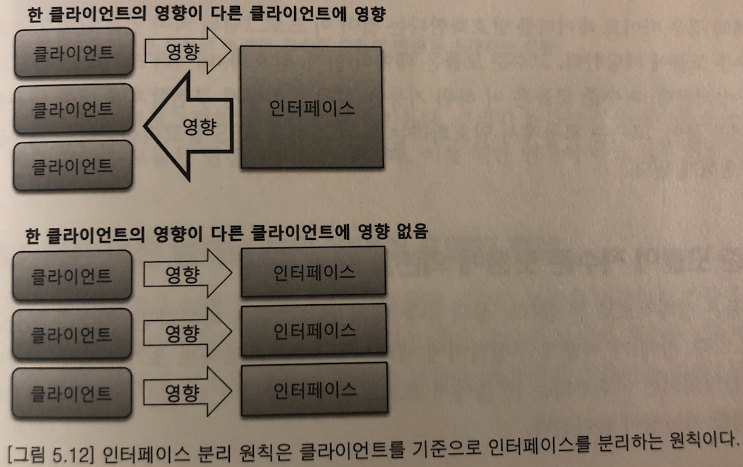 한 클라이언트의 영향이 다른 클라이언트에 영향
클라이언트
영향
클라이언트
인터페이스
영향
클라이언트
한 클라이언트의 영향이 다른 클라이언트에 영향 없음
클라이언트 영향 인터페이스
클라이언트 영향 인터페이스
클라이언트 영향 인터페이스
[그림 5.12] 인터페이스 분리 원칙은 클라이언트를 기준으로 인터페이스를 분리하는 원칙이다.